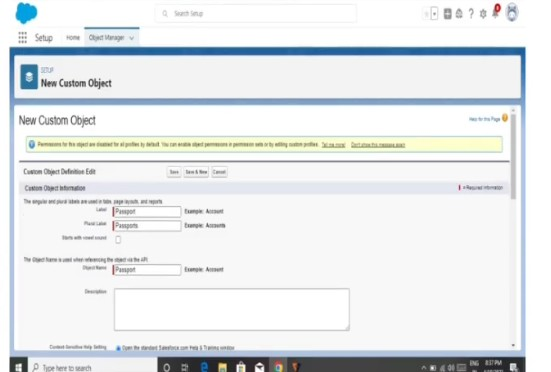 Search Setup
Setup Home Object Manager
SETUP
New Custom Object
New Custom Object
Help for this Page
Permissions for this object are disabled for all profiles by default. You can enable object permissions in permission sets or by editing custom profiles. Tell me more! Don't show this message again
Custom Object Definition Edit Save Save & New Cancel
Custom Object Information = Required Information
The singular and plural labels are used in tabs, page layouts, and reports.
Label Passport Example: Account
Plural Label Passports Example: Accounts
Starts with vowel sound
The Object Name is used when referencing the object via the API.
Object Name Passport Example: Account
Description
Context-Sensitive Help Setting Open the standard Salesforce.com Help & Training window
Type here to search
ENG 8:57 PM